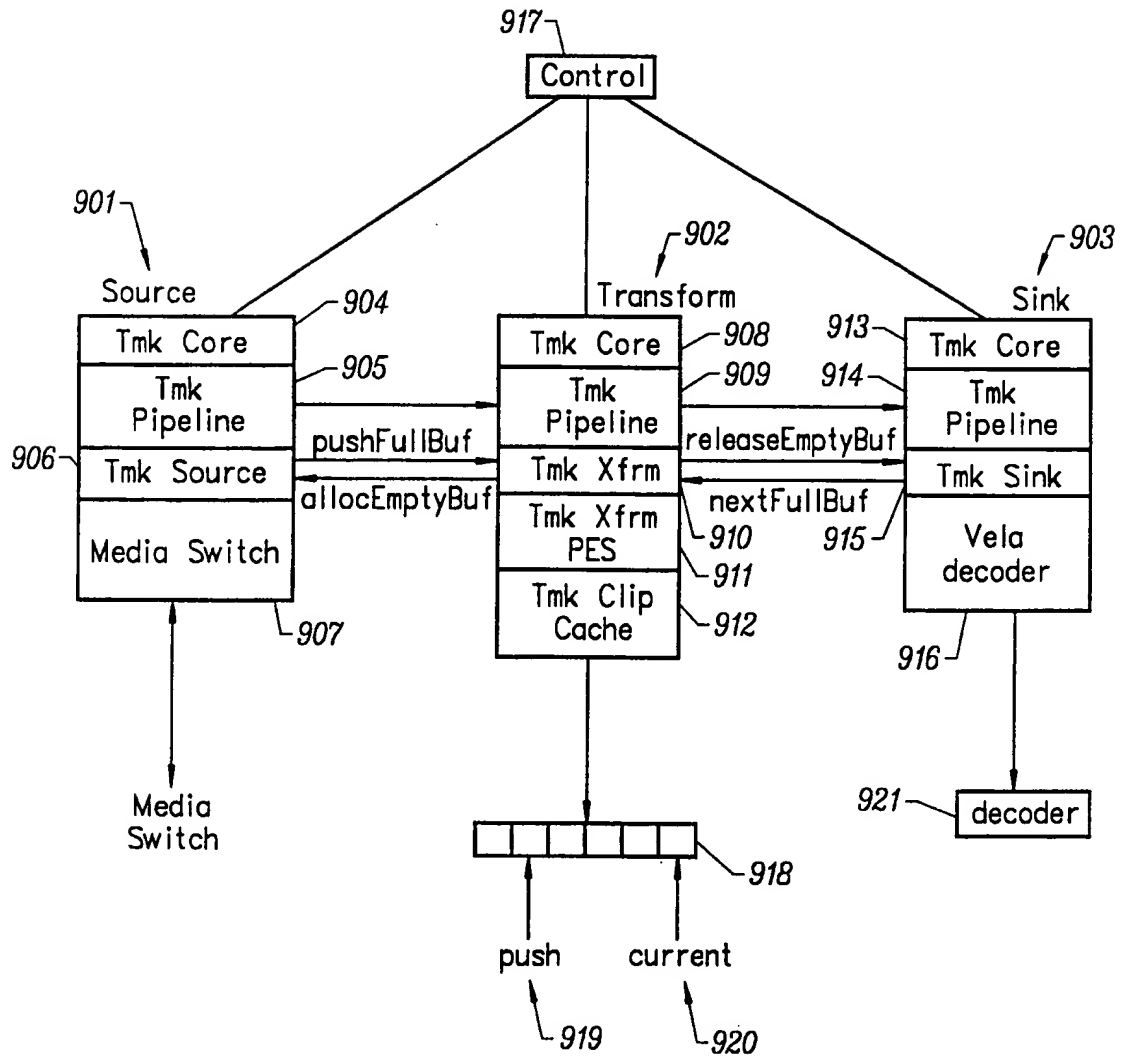 917
Control
901
902
903
Source
Transform
Sink
904
908
913
Tmk Core
Tmk Core
Tmk Core
905
909
914
Tmk
Pipeline
Tmk
Pipeline
Tmk
Pipeline
pushFullBuf
releaseEmptyBuf
906
Tmk Source
Tmk Xfrm
Tmk Sink
allocEmptyBuf
nextFullBuf
910
915
Media Switch
Tmk Xfrm
PES
Vela
decoder
911
907
Tmk Clip
Cache
912
916
Media
Switch
921
decoder
918
push
current
919
920